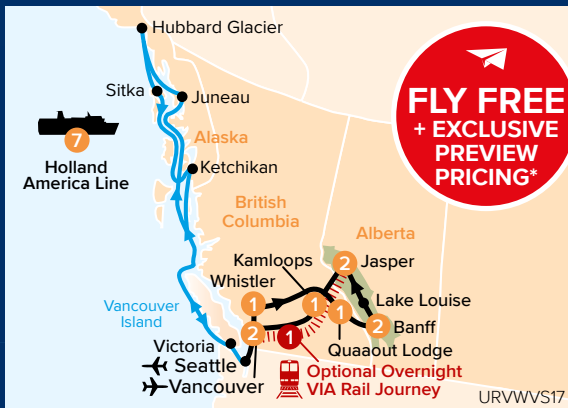 Hubbard Glacier
Sitka
Juneau
Alaska
7
Holland
America Line
Ketchikan
FLY FREE
+ EXCLUSIVE
PREVIEW
PRICING*
British
Columbia
Alberta
Kamloops
2
Jasper
Whistler
1
1
1
Lake Louise
Vancouver
Island
2
1
2
Banff
Victoria
Quaaout Lodge
Seattle
Vancouver
Optional Overnight
VIA Rail Journey
URVWVS17